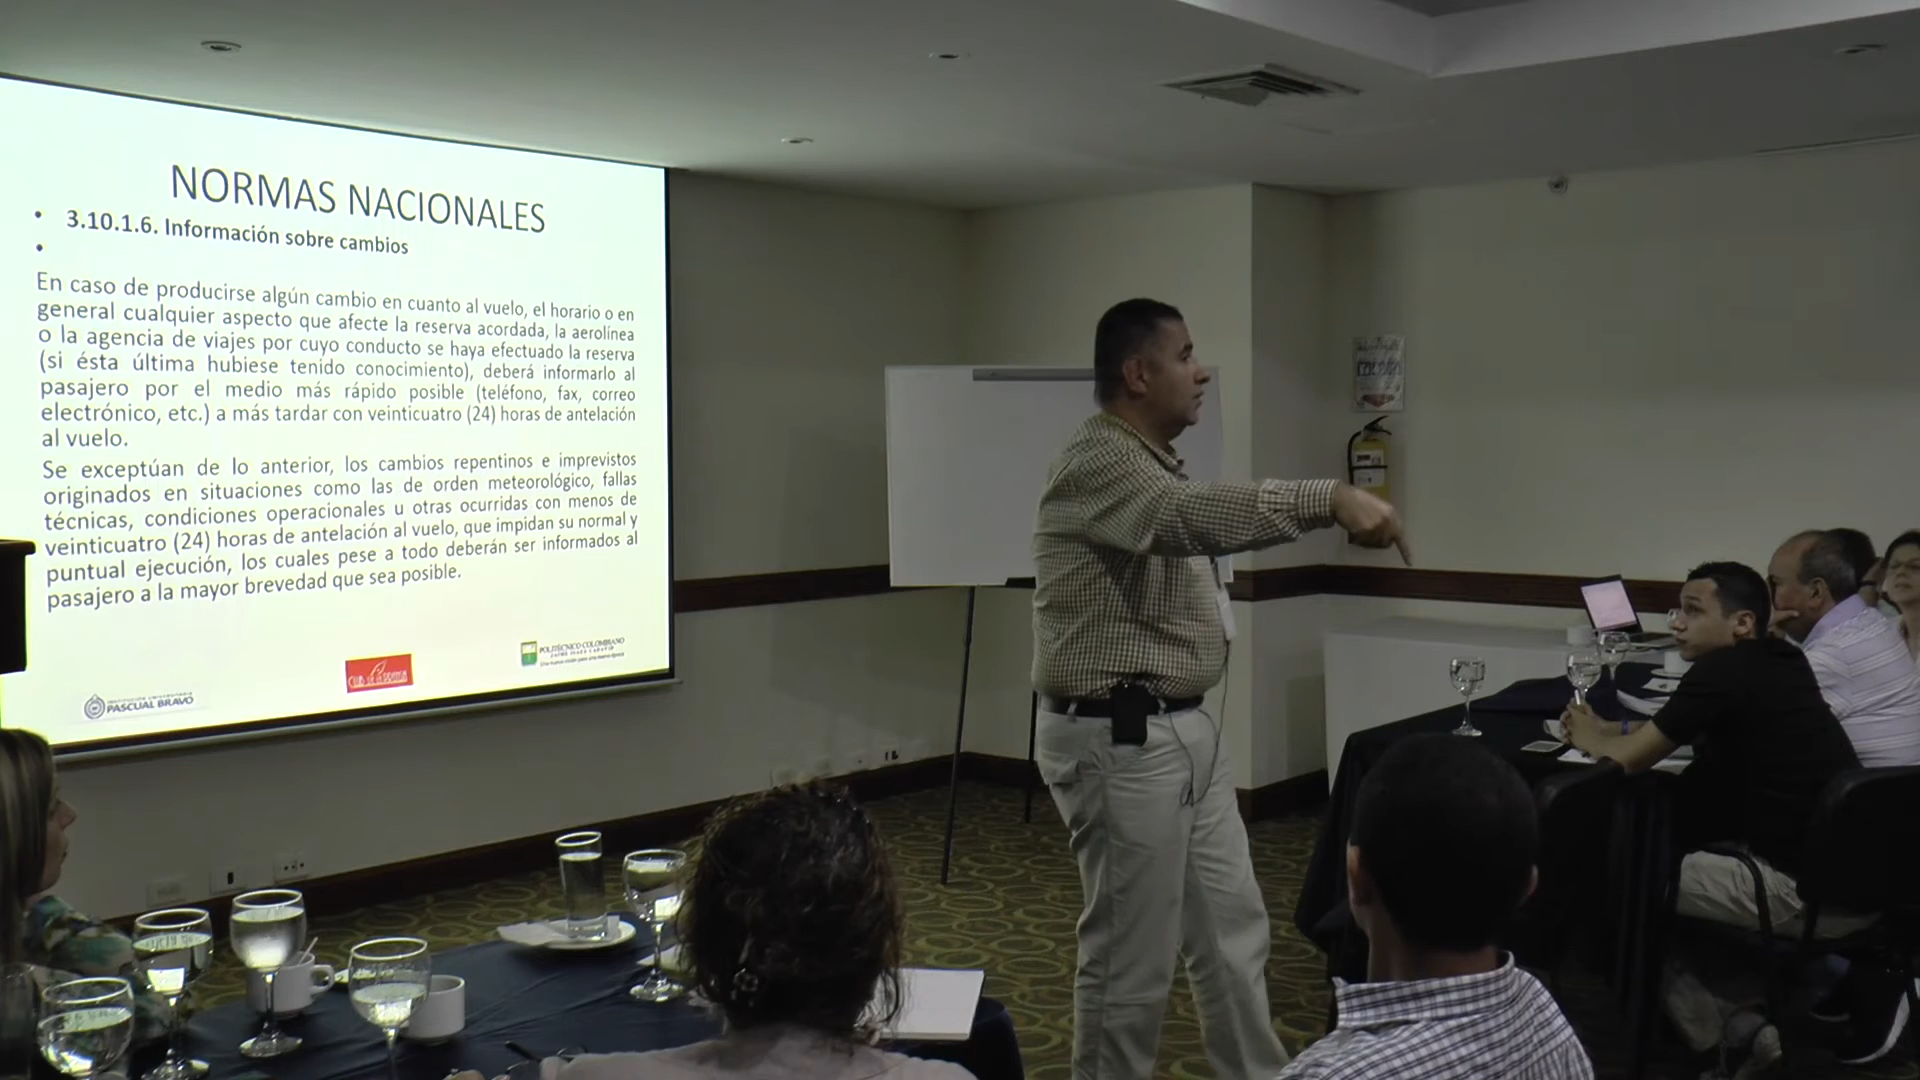 NORMAS NACIONALES
• 3.10.1.6. Información sobre cambios
•
En caso de producirse algún cambio en cuanto al vuelo, el horario o en
general cualquier aspecto que afecte la reserva acordada, la aerolínea
o la agencia de viajes por cuyo conducto se haya efectuado la reserva
(si ésta última hubiese tenido conocimiento), deberá informarlo al
pasajero por el medio más rápido posible (teléfono, fax, correo
electrónico, etc.) a más tardar con veinticuatro (24) horas de antelación
al vuelo.
Se exceptúan de lo anterior, los cambios repentinos e imprevistos
originados en situaciones como las de orden meteorológico, fallas
técnicas, condiciones operacionales u otras ocurridas con menos de
veinticuatro (24) horas de antelación al vuelo, que impidan su normal y
puntual ejecución, los cuales pese a todo deberán ser informados al
pasajero a la mayor brevedad que sea posible.
POLITÉCNICO COLOMBIANO
CLUB DE LA PRENSA
PASCUAL BRAVO